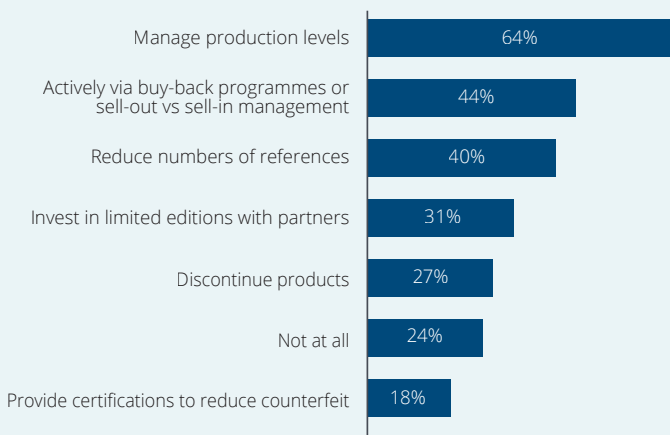 Manage production levels
64%
Actively via buy-back programmes or
sell-out vs sell-in management
44%
Reduce numbers of references
40%
Invest in limited editions with partners
31%
Discontinue products
27%
Not at all
24%
Provide certifications to reduce counterfeit
18%